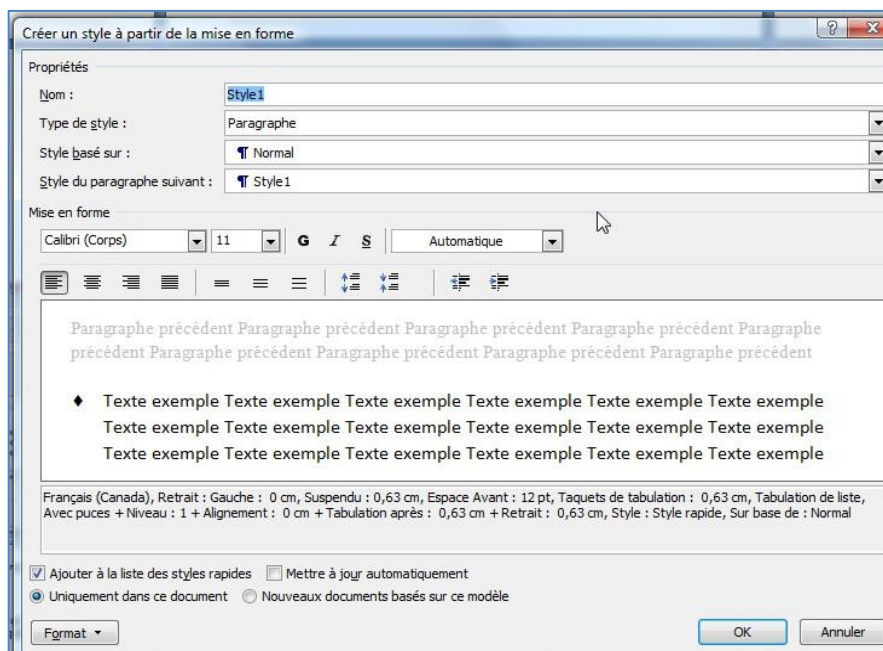 Créer un style à partir de la mise en forme
Propriétés
Nom :
Style1
Type de style :
Paragraphe
Style basé sur :
¶ Normal
Style du paragraphe suivant :
¶ Style1
Mise en forme
Calibri (Corps) 11 G I S Automatique
Paragraphe précédent Paragraphe précédent Paragraphe précédent Paragraphe précédent Paragraphe
précédent Paragraphe précédent Paragraphe précédent Paragraphe précédent Paragraphe précédent
♦ Texte exemple Texte exemple Texte exemple Texte exemple Texte exemple Texte exemple
Texte exemple Texte exemple Texte exemple Texte exemple Texte exemple Texte exemple
Texte exemple Texte exemple Texte exemple Texte exemple Texte exemple Texte exemple
Français (Canada), Retrait : Gauche : 0 cm, Suspendu : 0,63 cm, Espace Avant : 12 pt, Taquets de tabulation : 0,63 cm, Tabulation de liste,
Avec puces + Niveau : 1 + Alignement : 0 cm + Tabulation après : 0,63 cm + Retrait : 0,63 cm, Style : Style rapide, Sur base de : Normal
Ajouter à la liste des styles rapides Mettre à jour automatiquement
Uniquement dans ce document Nouveaux documents basés sur ce modèle
Format OK Annuler